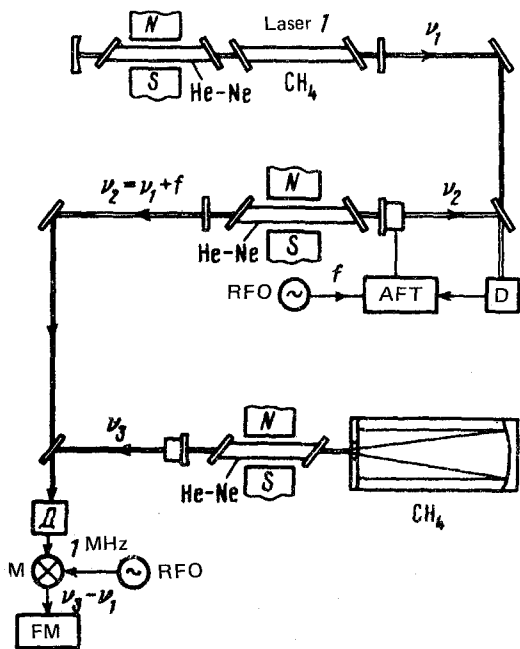 N
Laser 1
ν₁
S
He-Ne
CH₄
ν₂ = ν₁ + f
N
ν₂
He-Ne
S
RFO
~
f
AFT
D
ν₃
N
He-Ne
S
CH₄
Д
1 MHz
M
~
RFO
ν₃-ν₁
FM